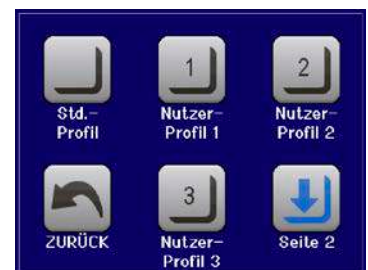 1
2
Std.-
Profil
Nutzer-
Profil 1
Nutzer-
Profil 2
3
ZURÜCK
Nutzer-
Profil 3
Seite 2